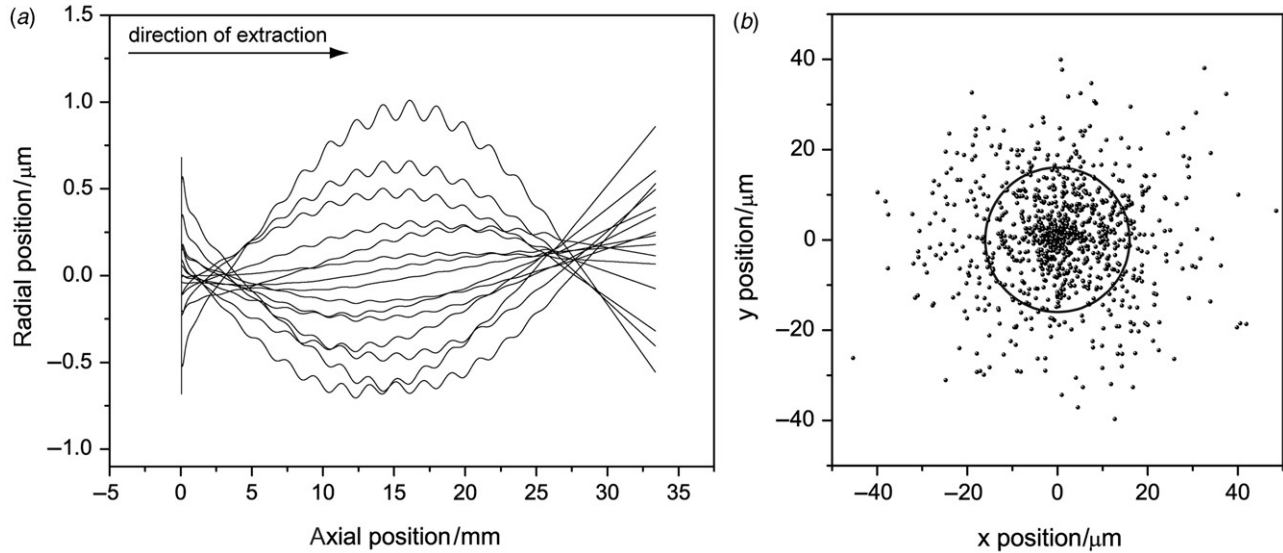 (a)
direction of extraction
Radial position/μm
1.5
1.0
0.5
0.0
−0.5
−1.0
−5 0 5 10 15 20 25 30 35
Axial position/mm
(b)
y position/μm
40
20
0
−20
−40
−40 −20 0 20 40
x position/μm